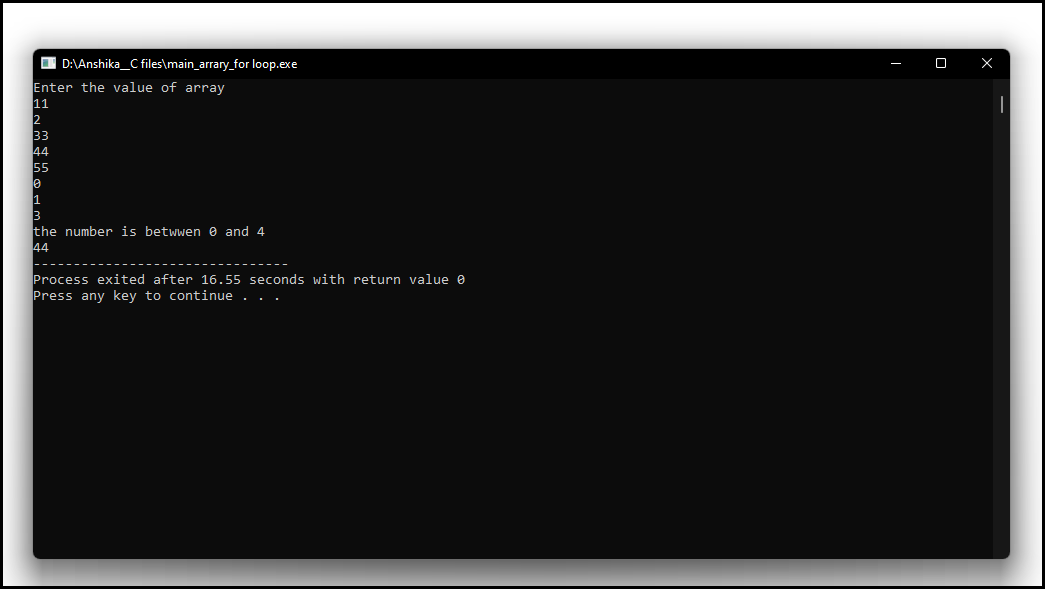 D:\Anshika__C files\main_arrary_for loop.exe
Enter the value of array
11
2
33
44
55
0
1
3
the number is betwwen 0 and 4
44
--------------------------------
Process exited after 16.55 seconds with return value 0
Press any key to continue . . .